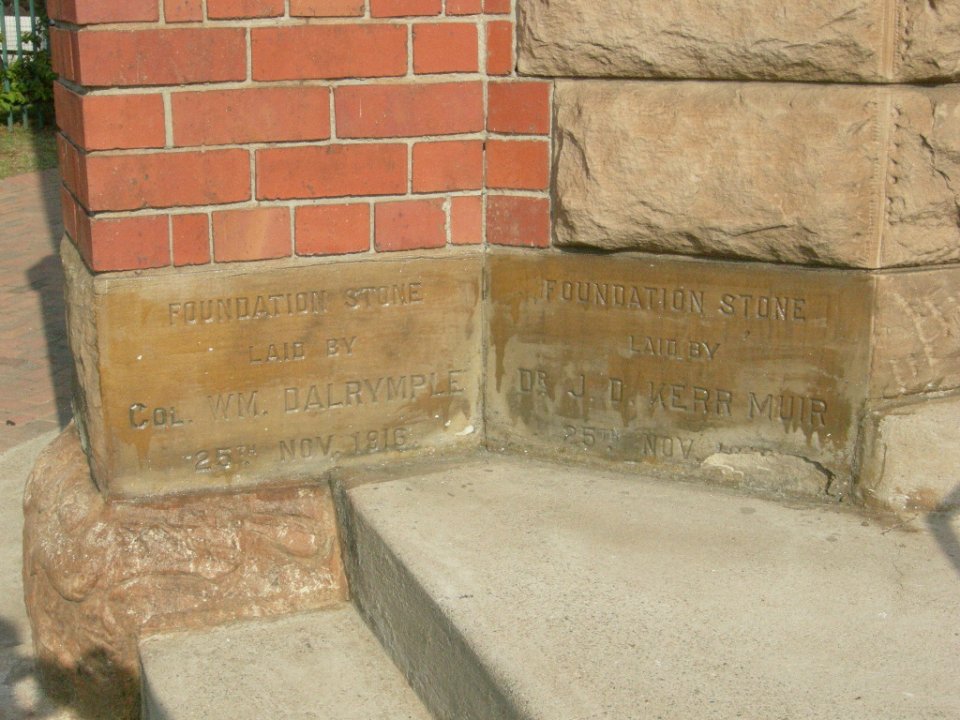 FOUNDATION STONE
LAID BY
COL. WM. DALRYMPLE
25TH NOV. 1916.
FOUNDATION STONE
LAID BY
DR J. D. KERR MUIR
25TH NOV.